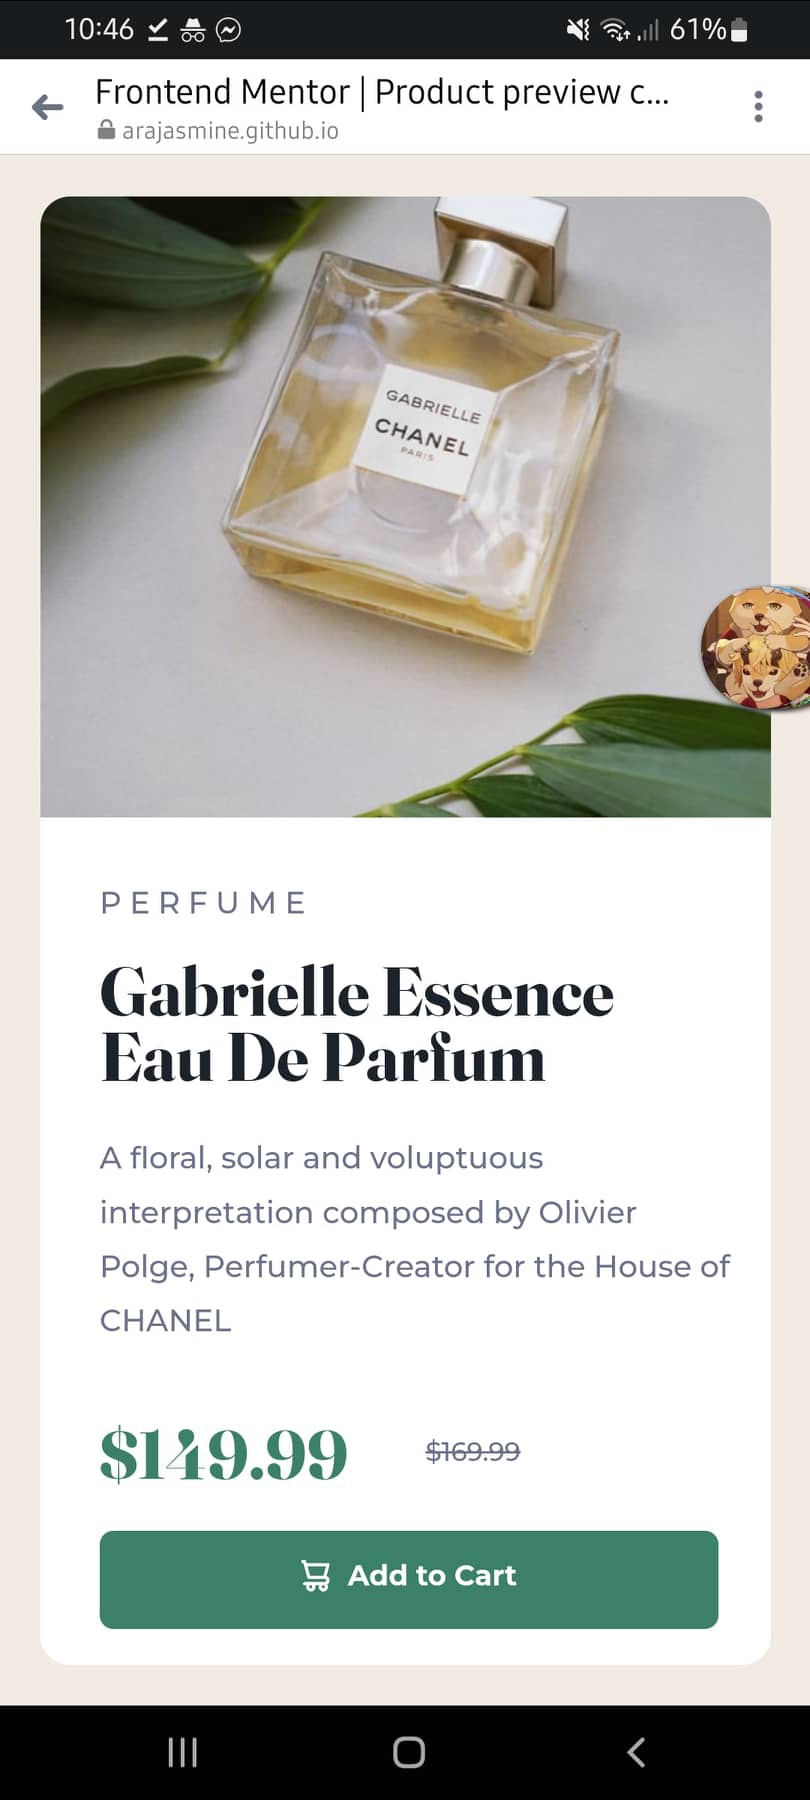 10:46
61%
Frontend Mentor | Product preview c...
arajasmine.github.io
GABRIELLE
CHANEL
PARIS
PERFUME
Gabrielle Essence
Eau De Parfum
A floral, solar and voluptuous
interpretation composed by Olivier
Polge, Perfumer-Creator for the House of
CHANEL
$149.99
$169.99
Add to Cart